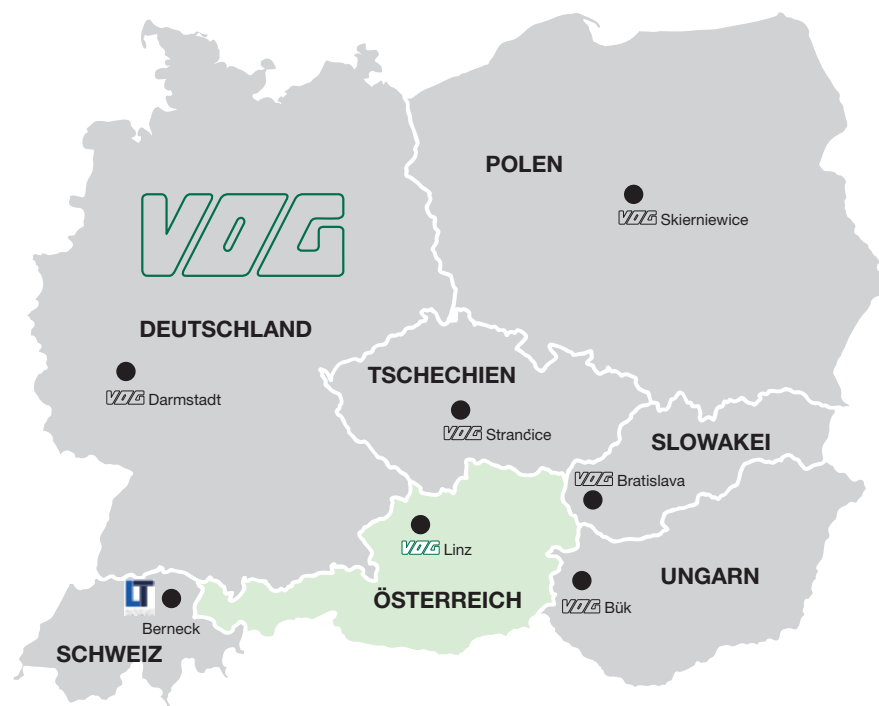 POLEN
VOG Skierniewice
VOG
DEUTSCHLAND
VOG Darmstadt
TSCHECHIEN
VOG Strančice
SLOWAKEI
VOG Bratislava
VOG Linz
UNGARN
VOG Bük
ÖSTERREICH
LT
Berneck
SCHWEIZ